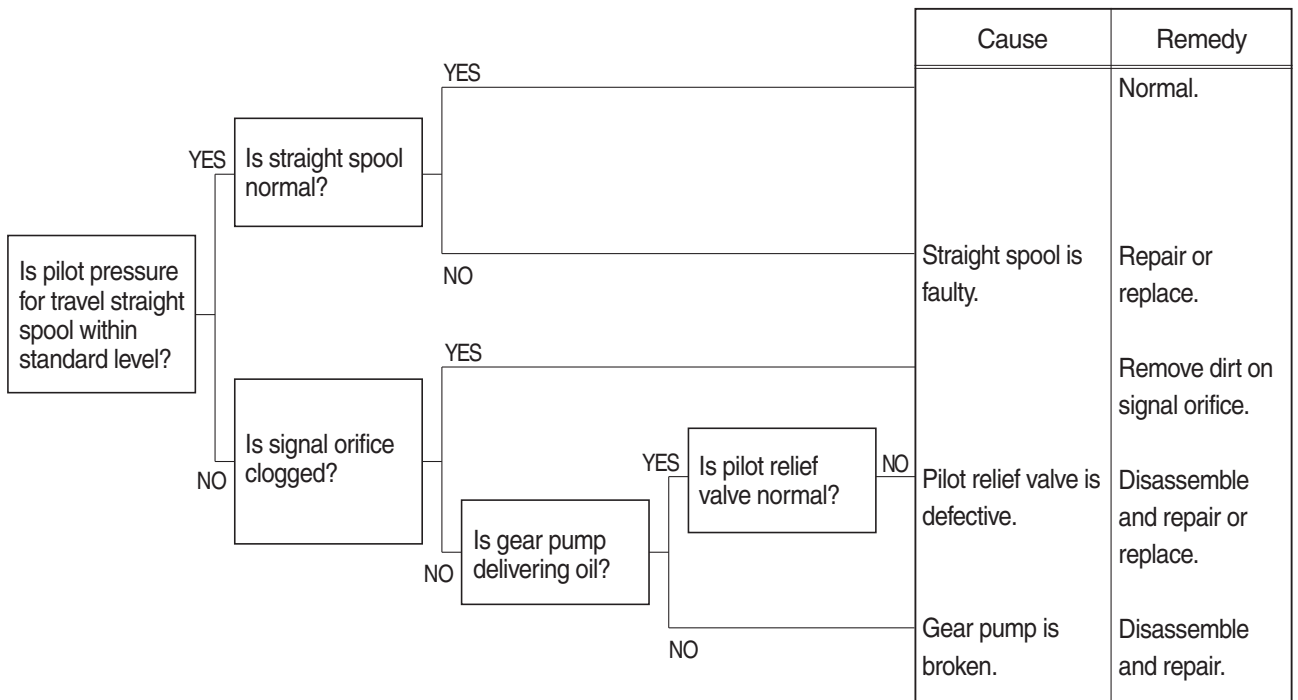 Cause
Remedy
YES
Normal.
YES
Is straight spool
normal?
NO
Straight spool is
faulty.
Repair or
replace.
Is pilot pressure
for travel straight
spool within
standard level?
YES
Remove dirt on
signal orifice.
NO
Is signal orifice
clogged?
YES
Is pilot relief
valve normal?
NO
Pilot relief valve is
defective.
Disassemble
and repair or
replace.
NO
Is gear pump
delivering oil?
NO
Gear pump is
broken.
Disassemble
and repair.